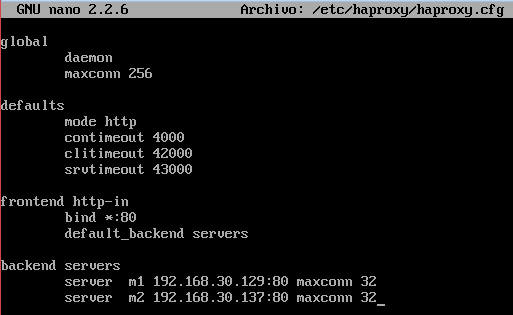 GNU nano 2.2.6 Archivo: /etc/haproxy/haproxy.cfg
global
daemon
maxconn 256
defaults
mode http
contimeout 4000
clitimeout 42000
srvtimeout 43000
frontend http-in
bind *:80
default_backend servers
backend servers
server m1 192.168.30.129:80 maxconn 32
server m2 192.168.30.137:80 maxconn 32_